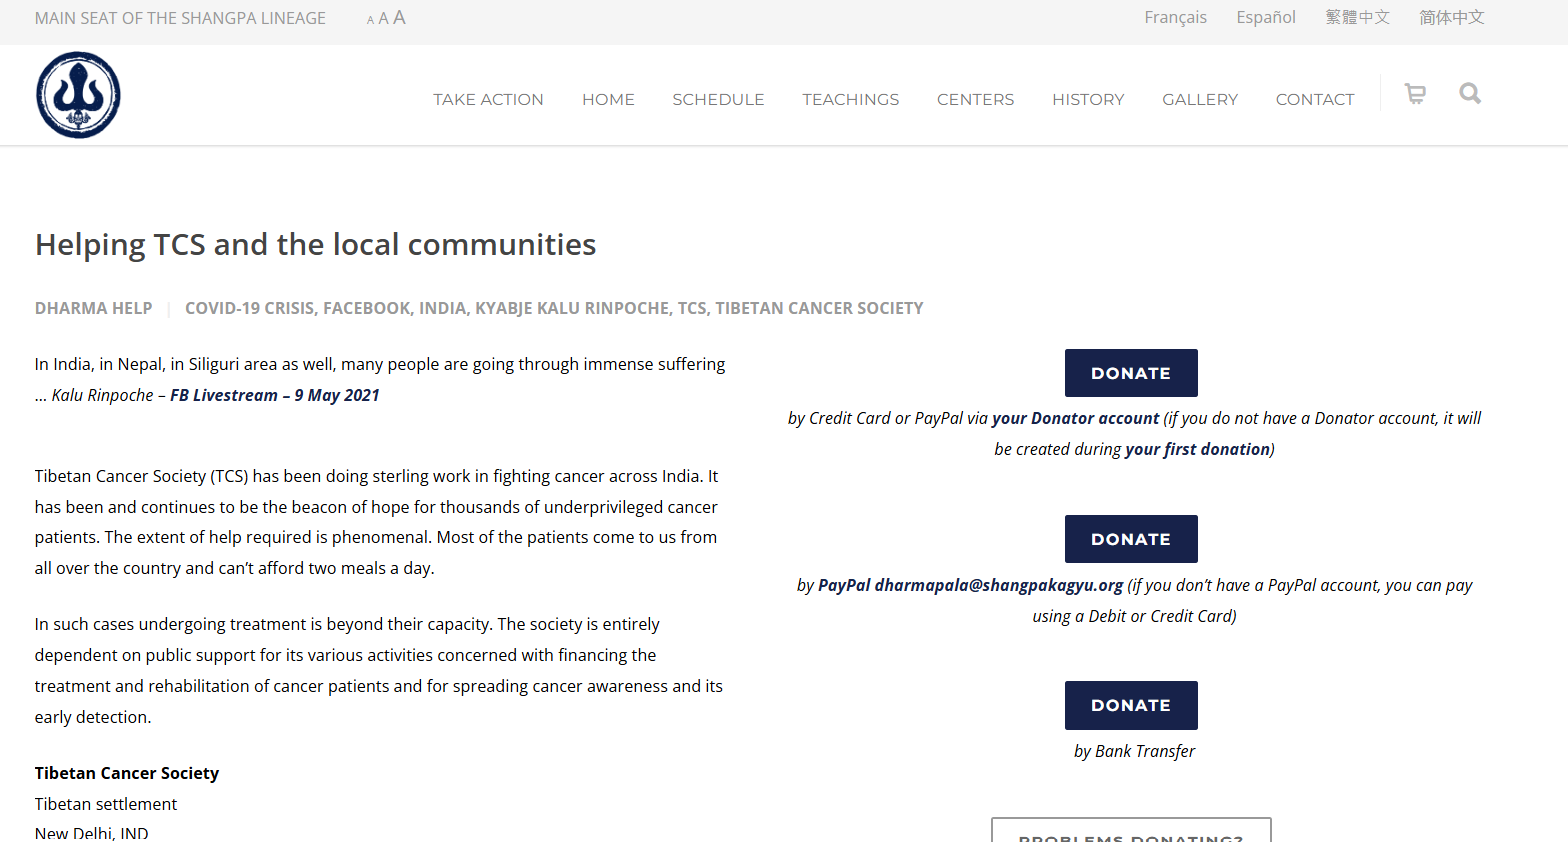 MAIN SEAT OF THE SHANGPA LINEAGE A A A Français Español 繁體中文 简体中文
TAKE ACTION HOME SCHEDULE TEACHINGS CENTERS HISTORY GALLERY CONTACT
Helping TCS and the local communities
DHARMA HELP | COVID-19 CRISIS, FACEBOOK, INDIA, KYABJE KALU RINPOCHE, TCS, TIBETAN CANCER SOCIETY
In India, in Nepal, in Siliguri area as well, many people are going through immense suffering
... Kalu Rinpoche – FB Livestream – 9 May 2021
Tibetan Cancer Society (TCS) has been doing sterling work in fighting cancer across India. It
has been and continues to be the beacon of hope for thousands of underprivileged cancer
patients. The extent of help required is phenomenal. Most of the patients come to us from
all over the country and can’t afford two meals a day.
In such cases undergoing treatment is beyond their capacity. The society is entirely
dependent on public support for its various activities concerned with financing the
treatment and rehabilitation of cancer patients and for spreading cancer awareness and its
early detection.
Tibetan Cancer Society
Tibetan settlement
New Delhi, IND
DONATE
by Credit Card or PayPal via your Donator account (if you do not have a Donator account, it will
be created during your first donation)
DONATE
by PayPal dharmapala@shangpakagyu.org (if you don’t have a PayPal account, you can pay
using a Debit or Credit Card)
DONATE
by Bank Transfer
PROBLEMS DONATING?